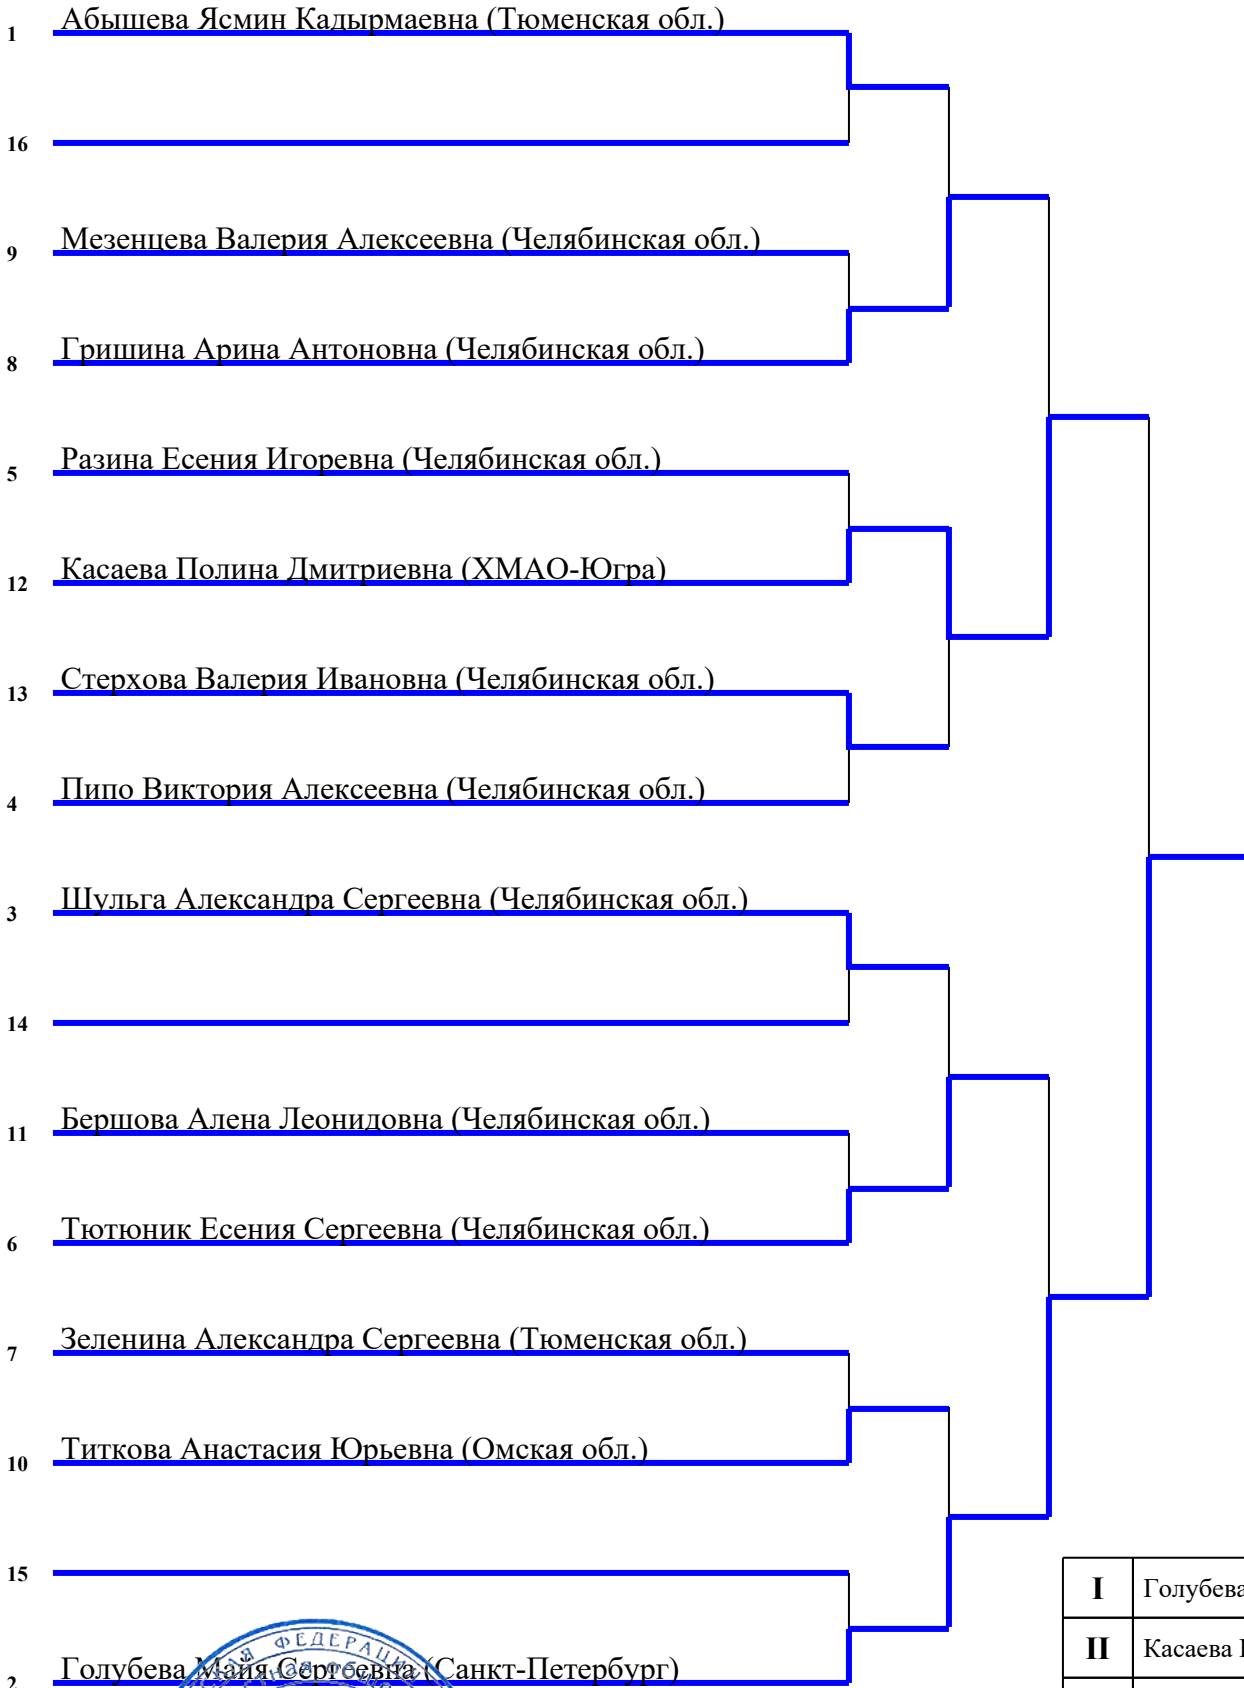 1 Абышева Ясмин Кадырмаевна (Тюменская обл.)
16
9 Мезенцева Валерия Алексеевна (Челябинская обл.)
8 Гришина Арина Антоновна (Челябинская обл.)
5 Разина Есения Игоревна (Челябинская обл.)
12 Касаева Полина Дмитриевна (ХМАО-Югра)
13 Стерхова Валерия Ивановна (Челябинская обл.)
4 Пипо Виктория Алексеевна (Челябинская обл.)
3 Шульга Александра Сергеевна (Челябинская обл.)
14
11 Бершова Алена Леонидовна (Челябинская обл.)
6 Тютюник Есения Сергеевна (Челябинская обл.)
7 Зеленина Александра Сергеевна (Тюменская обл.)
10 Титкова Анастасия Юрьевна (Омская обл.)
15
I Голубева
II Касаева
2 Голубева Майя Сергеевна (Санкт-Петербург)